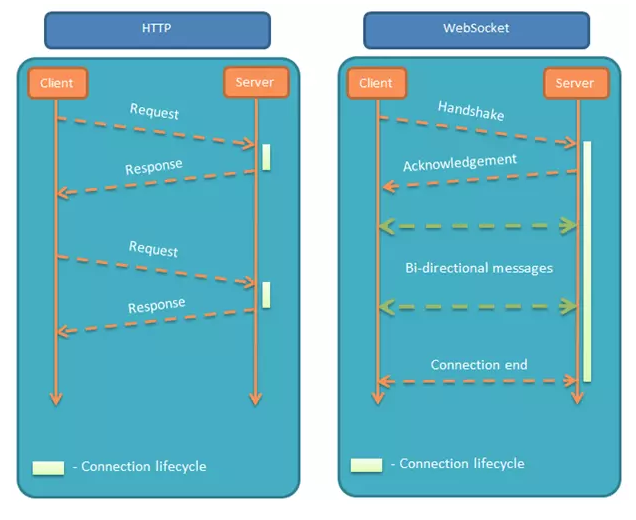 HTTP
Client
Server
Request
Response
Request
Response
- Connection lifecycle
WebSocket
Client
Server
Handshake
Acknowledgement
Bi-directional messages
Connection end
- Connection lifecycle